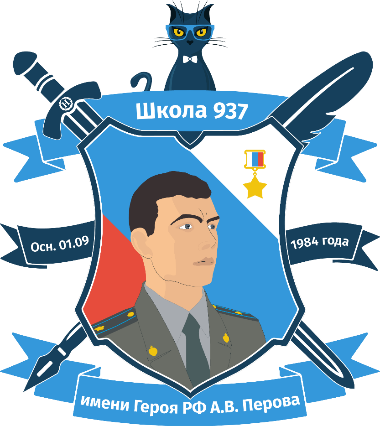 Школа 937
Осн. 01.09
1984 года
имени Героя РФ А.В. Перова